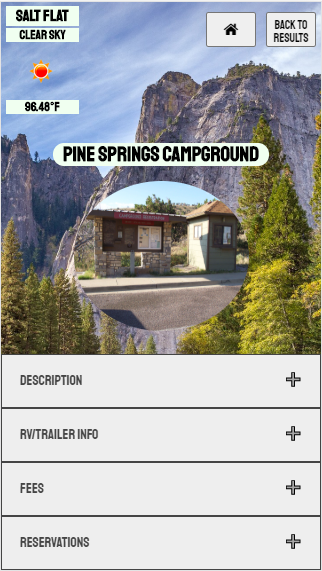 SALT FLAT
CLEAR SKY
96.48°F
BACK TO
RESULTS
PINE SPRINGS CAMPGROUND
DESCRIPTION
RV/TRAILER INFO
FEES
RESERVATIONS